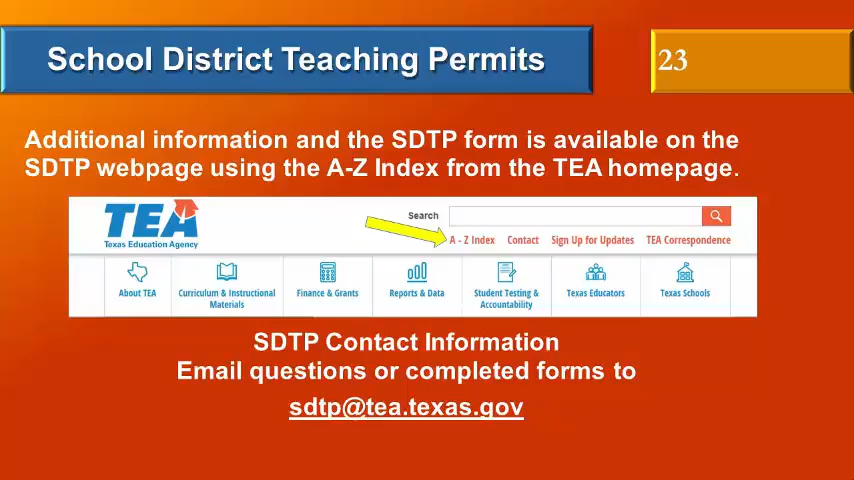 School District Teaching Permits
23
Additional information and the SDTP form is available on the
SDTP webpage using the A-Z Index from the TEA homepage.
TEA
Texas Education Agency
Search
A - Z Index Contact Sign Up for Updates TEA Correspondence
About TEA
Curriculum & Instructional
Materials
Finance & Grants
Reports & Data
Student Testing &
Accountability
Texas Educators
Texas Schools
SDTP Contact Information
Email questions or completed forms to
sdtp@tea.texas.gov